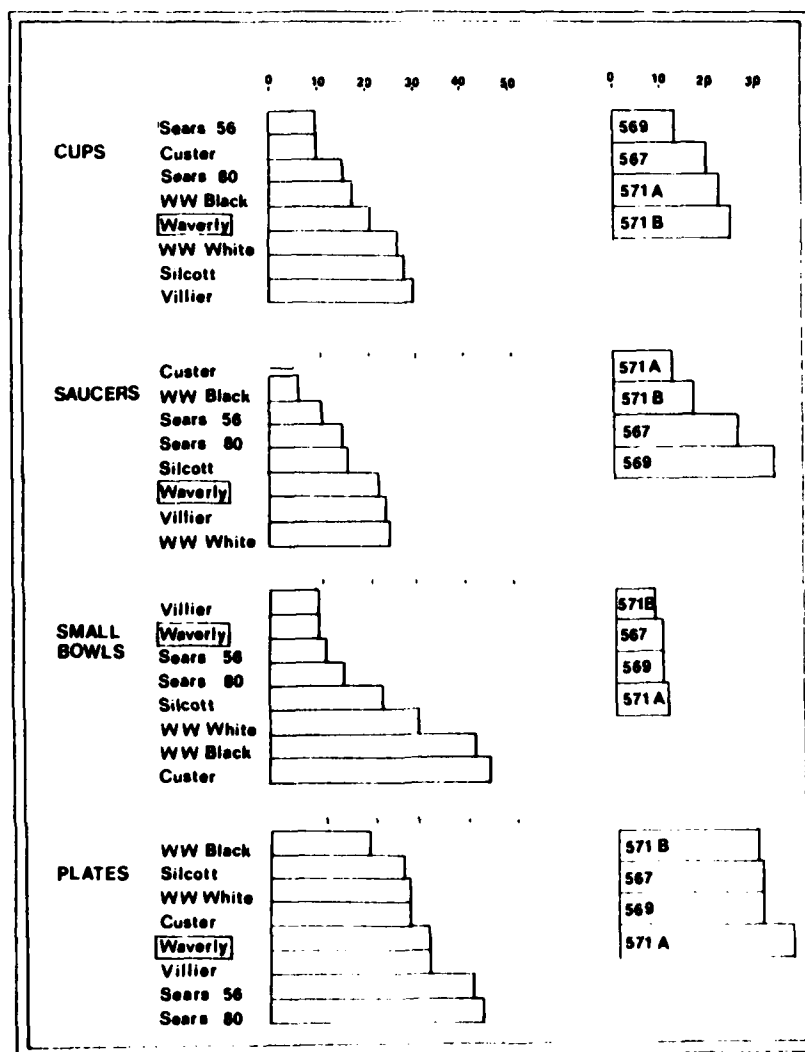 0 10 20 40 50 0 10 20 30
CUPS
Sears 56
Custer
Sears 80
WW Black
Waverly
WW White
Silcott
Villier
569
567
571 A
571 B
SAUCERS
Custer
WW Black
Sears 56
Sears 80
Silcott
Waverly
Villier
WW White
571 A
571 B
567
569
SMALL
BOWLS
Villier
Waverly
Sears 56
Sears 80
Silcott
WW White
WW Black
Custer
571B
567
569
571 A
PLATES
WW Black
Silcott
WW White
Custer
Waverly
Villier
Sears 56
Sears 80
571 B
567
569
571 A